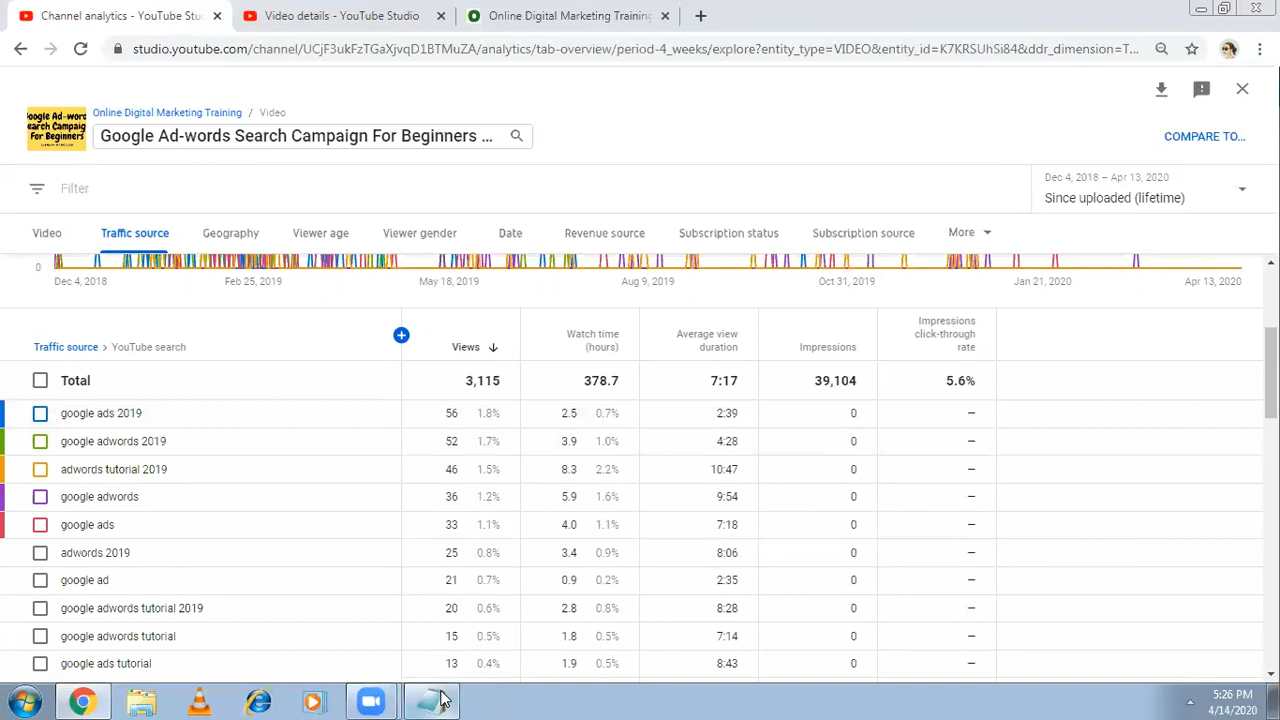 Channel analytics - YouTube Stu
Video details - YouTube Studio
Online Digital Marketing Training
studio.youtube.com/channel/UCJF3ukFzTGaXjvqD1BTMuZA/analytics/tab-overview/period-4_weeks/explore?entity_type=VIDEO&entity_id=K7KRSUhSi84&ddr_dimension=T...
Google Ad-words
Search Campaign
For Beginners
Online Digital Marketing Training / Video
Google Ad-words Search Campaign For Beginners ...
COMPARE TO...
Filter
Dec 4, 2018 – Apr 13, 2020
Since uploaded (lifetime)
Video Traffic source Geography Viewer age Viewer gender Date Revenue source Subscription status Subscription source More
0
Dec 4, 2018 Feb 25, 2019 May 18, 2019 Aug 9, 2019 Oct 31, 2019 Jan 21, 2020 Apr 13, 2020
Traffic source > YouTube search Views Watch time (hours) Average view duration Impressions Impressions click-through rate
Total 3,115 378.7 7:17 39,104 5.6%
google ads 2019 56 1.8% 2.5 0.7% 2:39 0 –
google adwords 2019 52 1.7% 3.9 1.0% 4:28 0 –
adwords tutorial 2019 46 1.5% 8.3 2.2% 10:47 0 –
google adwords 36 1.2% 5.9 1.6% 9:54 0 –
google ads 33 1.1% 4.0 1.1% 7:18 0 –
adwords 2019 25 0.8% 3.4 0.9% 8:06 0 –
google ad 21 0.7% 0.9 0.2% 2:35 0 –
google adwords tutorial 2019 20 0.6% 2.8 0.8% 8:28 0 –
google adwords tutorial 15 0.5% 1.8 0.5% 7:14 0 –
google ads tutorial 13 0.4% 1.9 0.5% 8:43 0 –
5:26 PM
4/14/2020